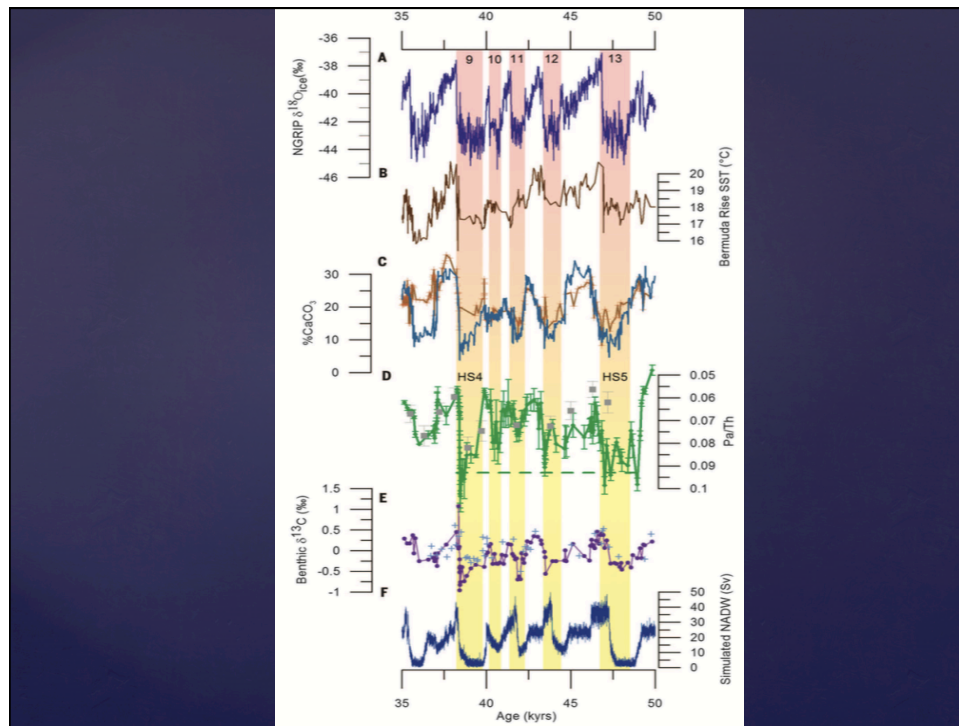 35 40 45 50
-36
-38
-40
-42
-44
-46
NGRIP δ18Oice(‰)
A
9 10 11 12 13
B
20
19
18
17
16
Bermuda Rise SST (°C)
C
30
20
10
0
%CaCO3
D
HS4 HS5
0.05
0.06
0.07
0.08
0.09
0.1
Pa/Th
1.5
1
0.5
0
-0.5
-1
Benthic δ13C (‰)
E
F
50
40
30
20
10
0
Simulated NADW (Sv)
35 40 45 50
Age (kyrs)